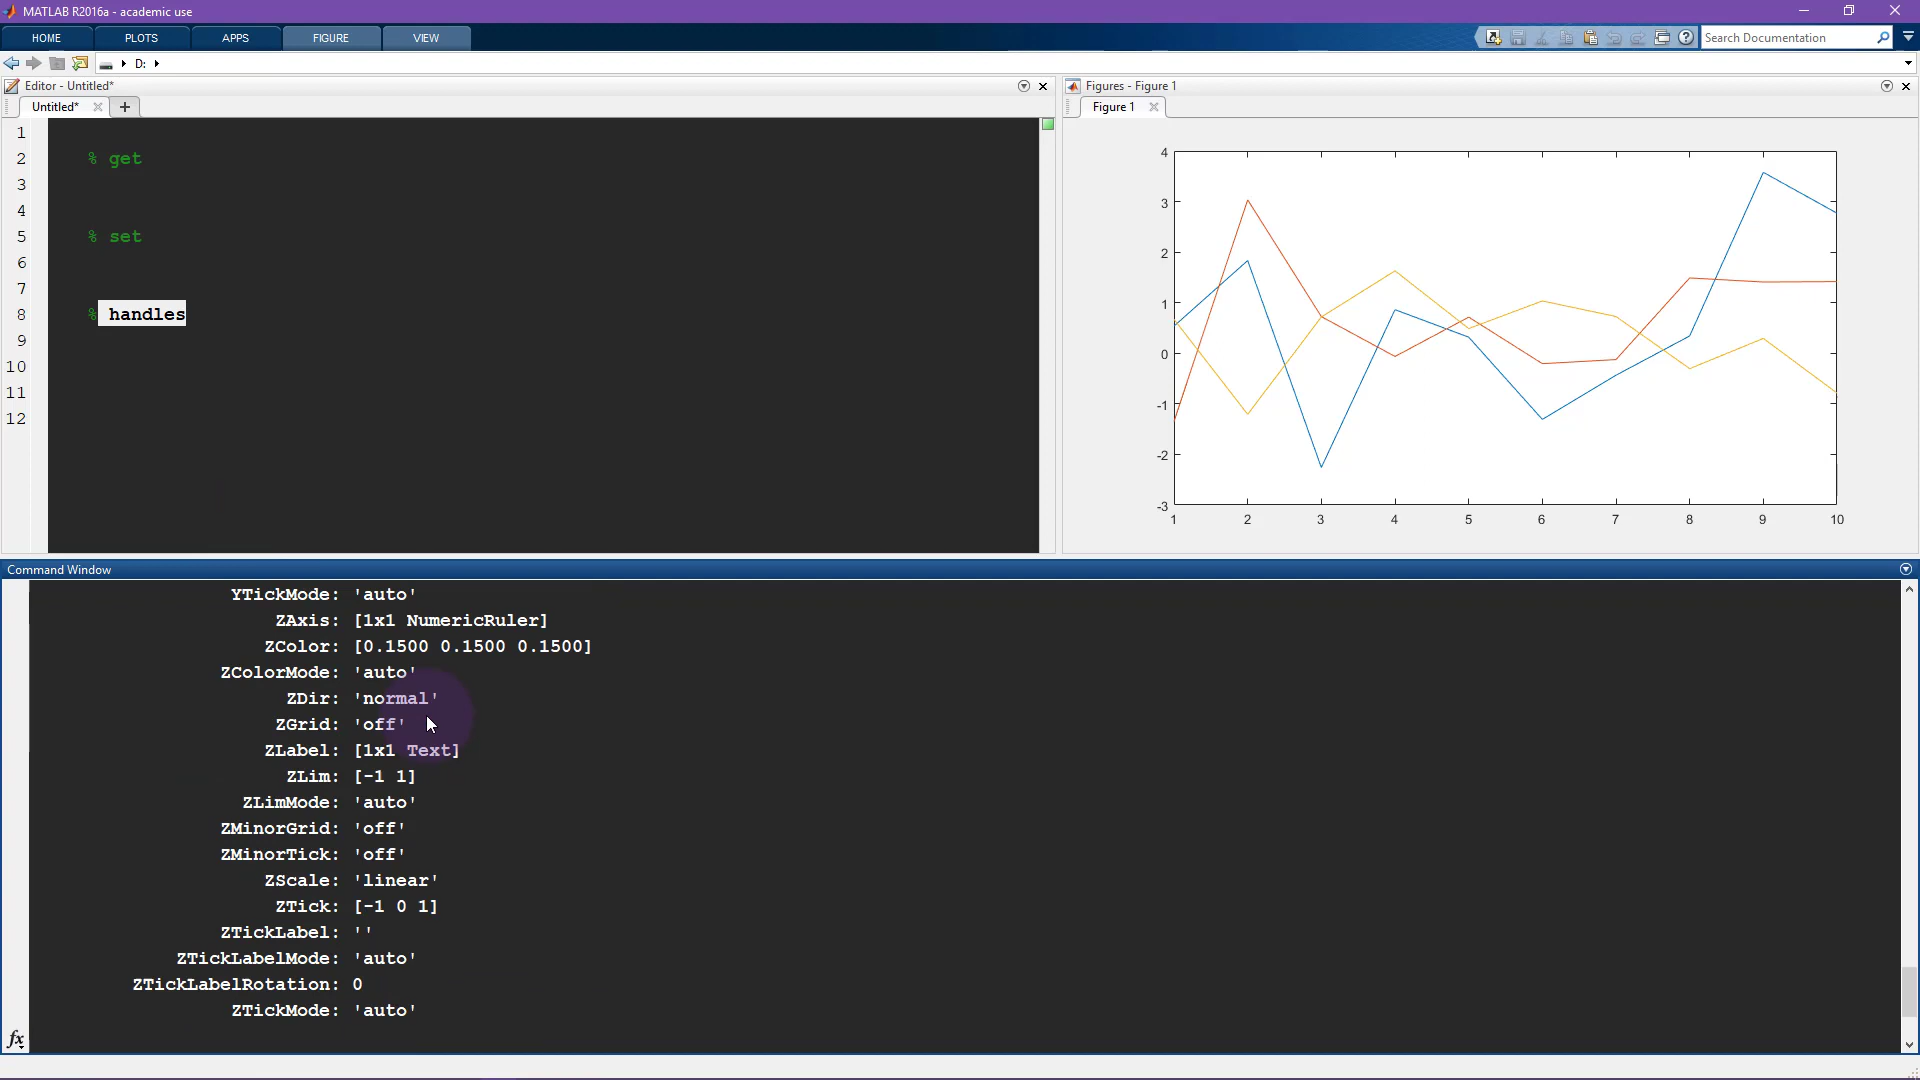 MATLAB R2016a - academic use
HOME PLOTS APPS FIGURE VIEW
Search Documentation
D:
Editor - Untitled*
Untitled*
1
2 % get
3
4
5 % set
6
7
8 % handles
9
10
11
12
Figures - Figure 1
Figure 1
4
3
2
1
0
-1
-2
-3
1 2 3 4 5 6 7 8 9 10
Command Window
YTickMode: 'auto'
ZAxis: [1x1 NumericRuler]
ZColor: [0.1500 0.1500 0.1500]
ZColorMode: 'auto'
ZDir: 'normal'
ZGrid: 'off'
ZLabel: [1x1 Text]
ZLim: [-1 1]
ZLimMode: 'auto'
ZMinorGrid: 'off'
ZMinorTick: 'off'
ZScale: 'linear'
ZTick: [-1 0 1]
ZTickLabel: ''
ZTickLabelMode: 'auto'
ZTickLabelRotation: 0
ZTickMode: 'auto'
fx